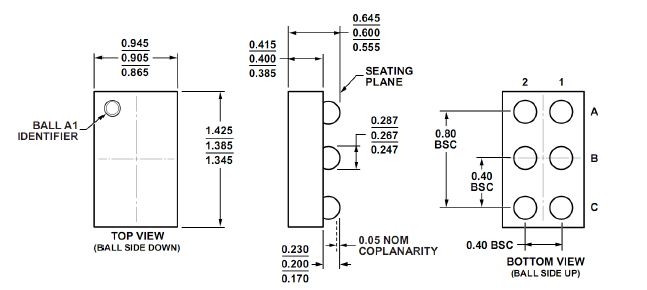 0.945
0.905
0.865
BALL A1
IDENTIFIER
1.425
1.385
1.345
TOP VIEW
(BALL SIDE DOWN)
0.645
0.600
0.555
0.415
0.400
0.385
SEATING
PLANE
0.287
0.267
0.247
0.230
0.200
0.170
0.05 NOM
COPLANARITY
2 1
A
B
C
0.80
BSC
0.40
BSC
0.40 BSC
BOTTOM VIEW
(BALL SIDE UP)